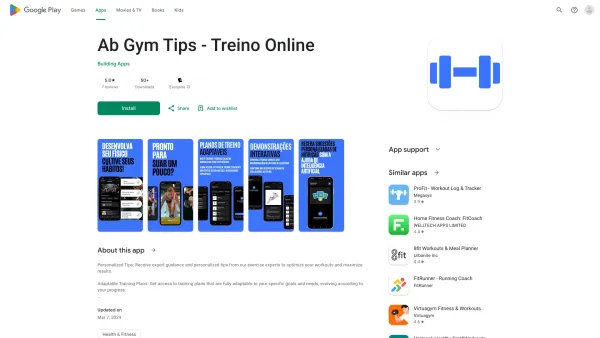 Google Play
Games
Apps
Movies & TV
Books
Kids
Ab Gym Tips - Treino Online
Building Apps
5.0★
7 reviews
50+
Downloads
Everyone
Install
Share
Add to wishlist
DESENVOLVA
SEU FÍSICO
CULTIVE SEUS
HÁBITOS!
PRONTO
PARA
SUAR UM
POUCO?
PLANOS DE TREINO
ADAPTÁVEIS
DEMONSTRAÇÕES
INTERATIVAS
RECEBA SUGESTÕES
COM A
AJUDA DE
INTELIGÊNCIA
ARTIFICIAL
App support
Similar apps
ProFit - Workout Log & Tracker
Meganyx
Home Fitness Coach: FitCoach
WELLTECH APPS LIMITED
4.4★
8fit Workouts & Meal Planner
Urbanite Inc
4.3★
FitRunner - Running Coach
FitRunner
Virtuagym Fitness & Workouts
Virtuagym
4.4★
About this app
Personalized Tips: Receive expert guidance and personalized tips from our exercise experts to optimize your workouts and maximize
results.
Adaptable Training Plans: Get access to training plans that are fully adaptable to your specific goals and needs, evolving according to
your progress.
Updated on
Mar 7, 2024
Health & Fitness